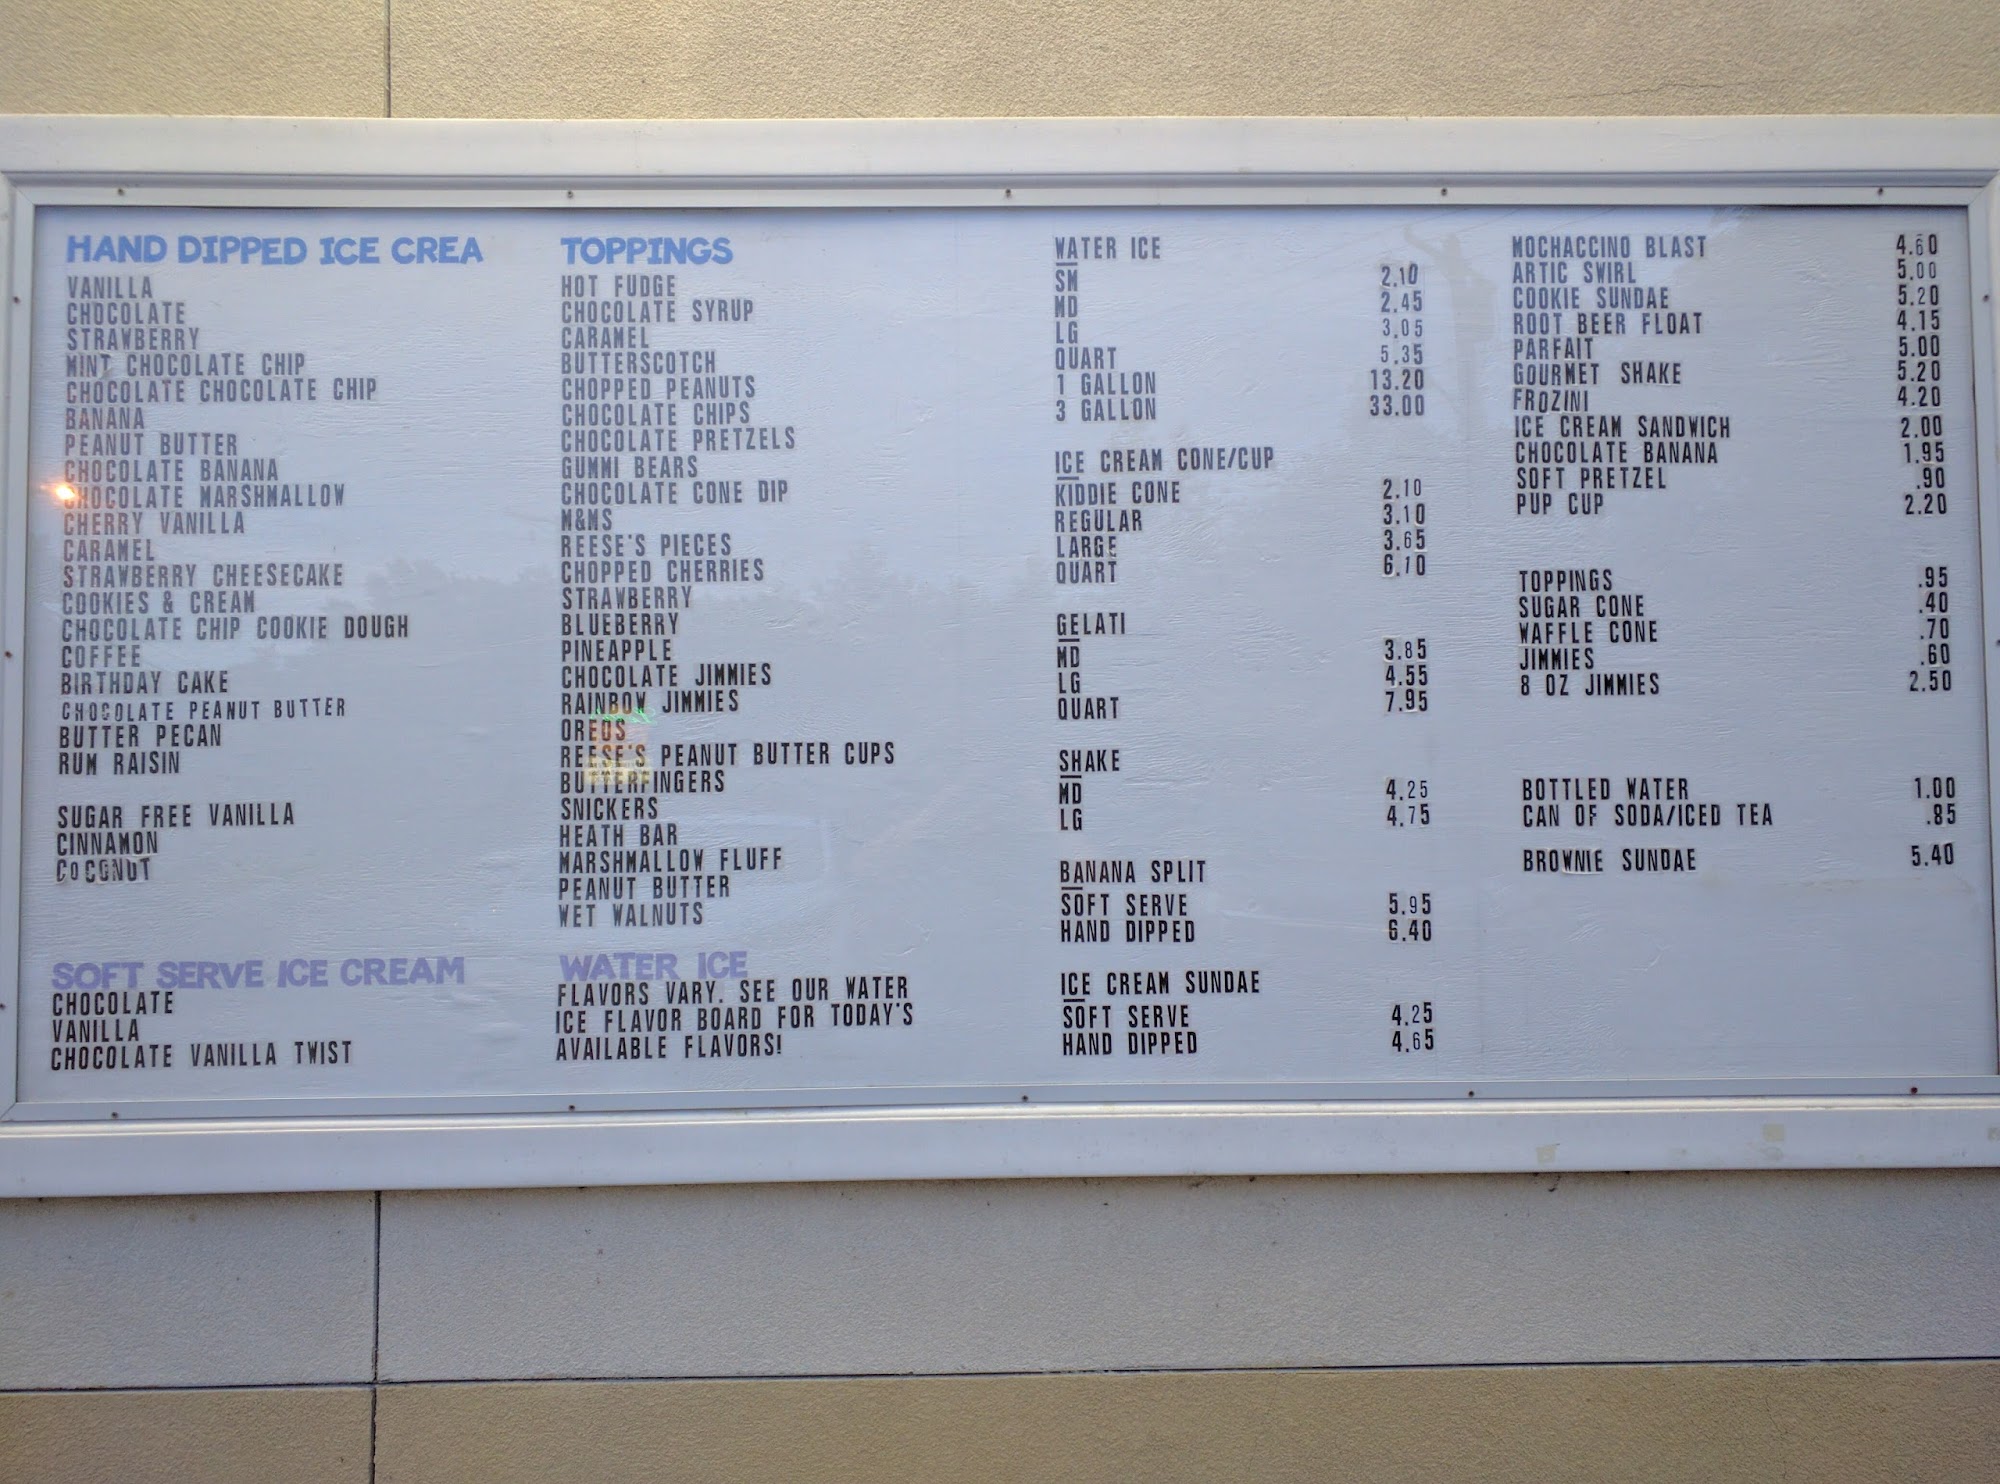 HAND DIPPED ICE CREA
VANILLA
CHOCOLATE
STRAWBERRY
MINT CHOCOLATE CHIP
CHOCOLATE CHOCOLATE CHIP
BANANA
PEANUT BUTTER
CHOCOLATE BANANA
CHOCOLATE MARSHMALLOW
CHERRY VANILLA
CARAMEL
STRAWBERRY CHEESECAKE
COOKIES & CREAM
CHOCOLATE CHIP COOKIE DOUGH
COFFEE
BIRTHDAY CAKE
CHOCOLATE PEANUT BUTTER
BUTTER PECAN
RUM RAISIN
SUGAR FREE VANILLA
CINNAMON
COCONUT
SOFT SERVE ICE CREAM
CHOCOLATE
VANILLA
CHOCOLATE VANILLA TWIST
TOPPINGS
HOT FUDGE
CHOCOLATE SYRUP
CARAMEL
BUTTERSCOTCH
CHOPPED PEANUTS
CHOCOLATE CHIPS
CHOCOLATE PRETZELS
GUMMI BEARS
CHOCOLATE CONE DIP
M&MS
REESE'S PIECES
CHOPPED CHERRIES
STRAWBERRY
BLUEBERRY
PINEAPPLE
CHOCOLATE JIMMIES
RAINBOW JIMMIES
OREOS
REESE'S PEANUT BUTTER CUPS
BUTTERFINGERS
SNICKERS
HEATH BAR
MARSHMALLOW FLUFF
PEANUT BUTTER
WET WALNUTS
WATER ICE
FLAVORS VARY. SEE OUR WATER
ICE FLAVOR BOARD FOR TODAY'S
AVAILABLE FLAVORS!
WATER ICE
SM 2.10
MD 2.45
LG 3.05
QUART 5.35
1 GALLON 13.20
3 GALLON 33.00
ICE CREAM CONE/CUP
KIDDIE CONE 2.10
REGULAR 3.10
LARGE 3.65
QUART 6.10
GELATI
MD 3.85
LG 4.55
QUART 7.95
SHAKE
MD 4.25
LG 4.75
BANANA SPLIT
SOFT SERVE 5.95
HAND DIPPED 6.40
ICE CREAM SUNDAE
SOFT SERVE 4.25
HAND DIPPED 4.65
MOCHACCINO BLAST 4.60
ARTIC SWIRL 5.00
COOKIE SUNDAE 5.20
ROOT BEER FLOAT 4.15
PARFAIT 5.00
GOURMET SHAKE 5.20
FROZINI 4.20
ICE CREAM SANDWICH 2.00
CHOCOLATE BANANA 1.95
SOFT PRETZEL .90
PUP CUP 2.20
TOPPINGS .95
SUGAR CONE .40
WAFFLE CONE .70
JIMMIES .60
8 OZ JIMMIES 2.50
BOTTLED WATER 1.00
CAN OF SODA/ICED TEA .85
BROWNIE SUNDAE 5.40